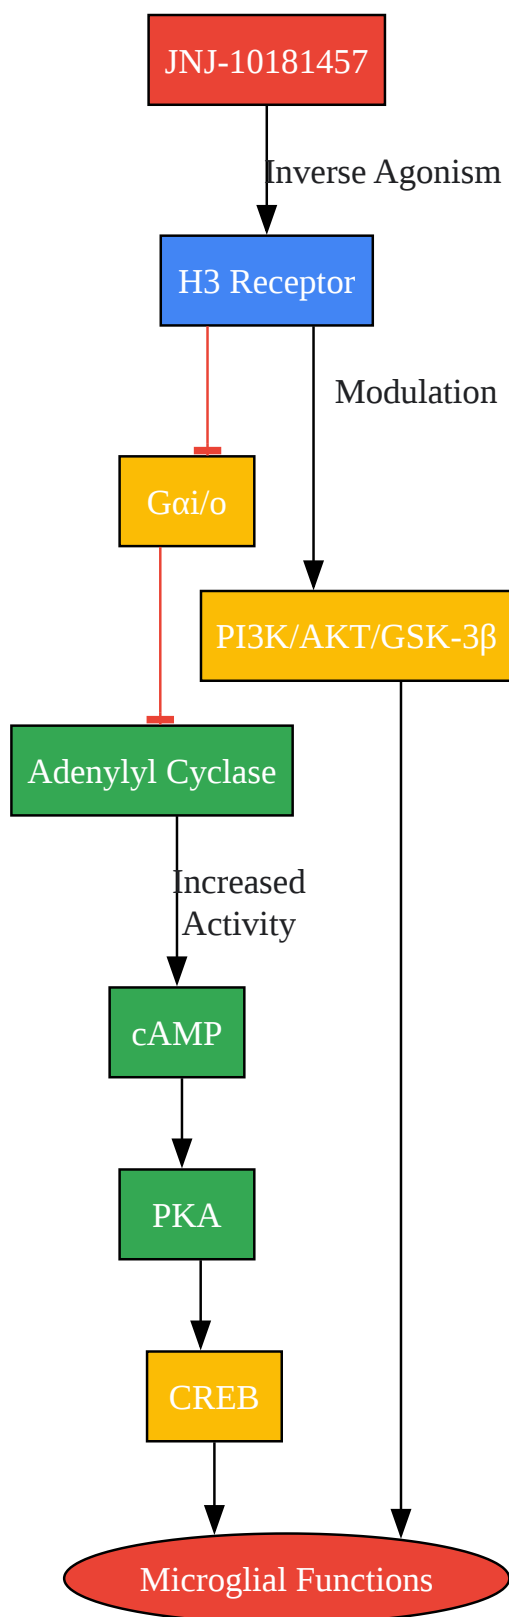 JNJ-10181457
Inverse Agonism
H3 Receptor
Modulation
Gαi/o
PI3K/AKT/GSK-3β
Adenylyl Cyclase
Increased
Activity
cAMP
PKA
CREB
Microglial Functions